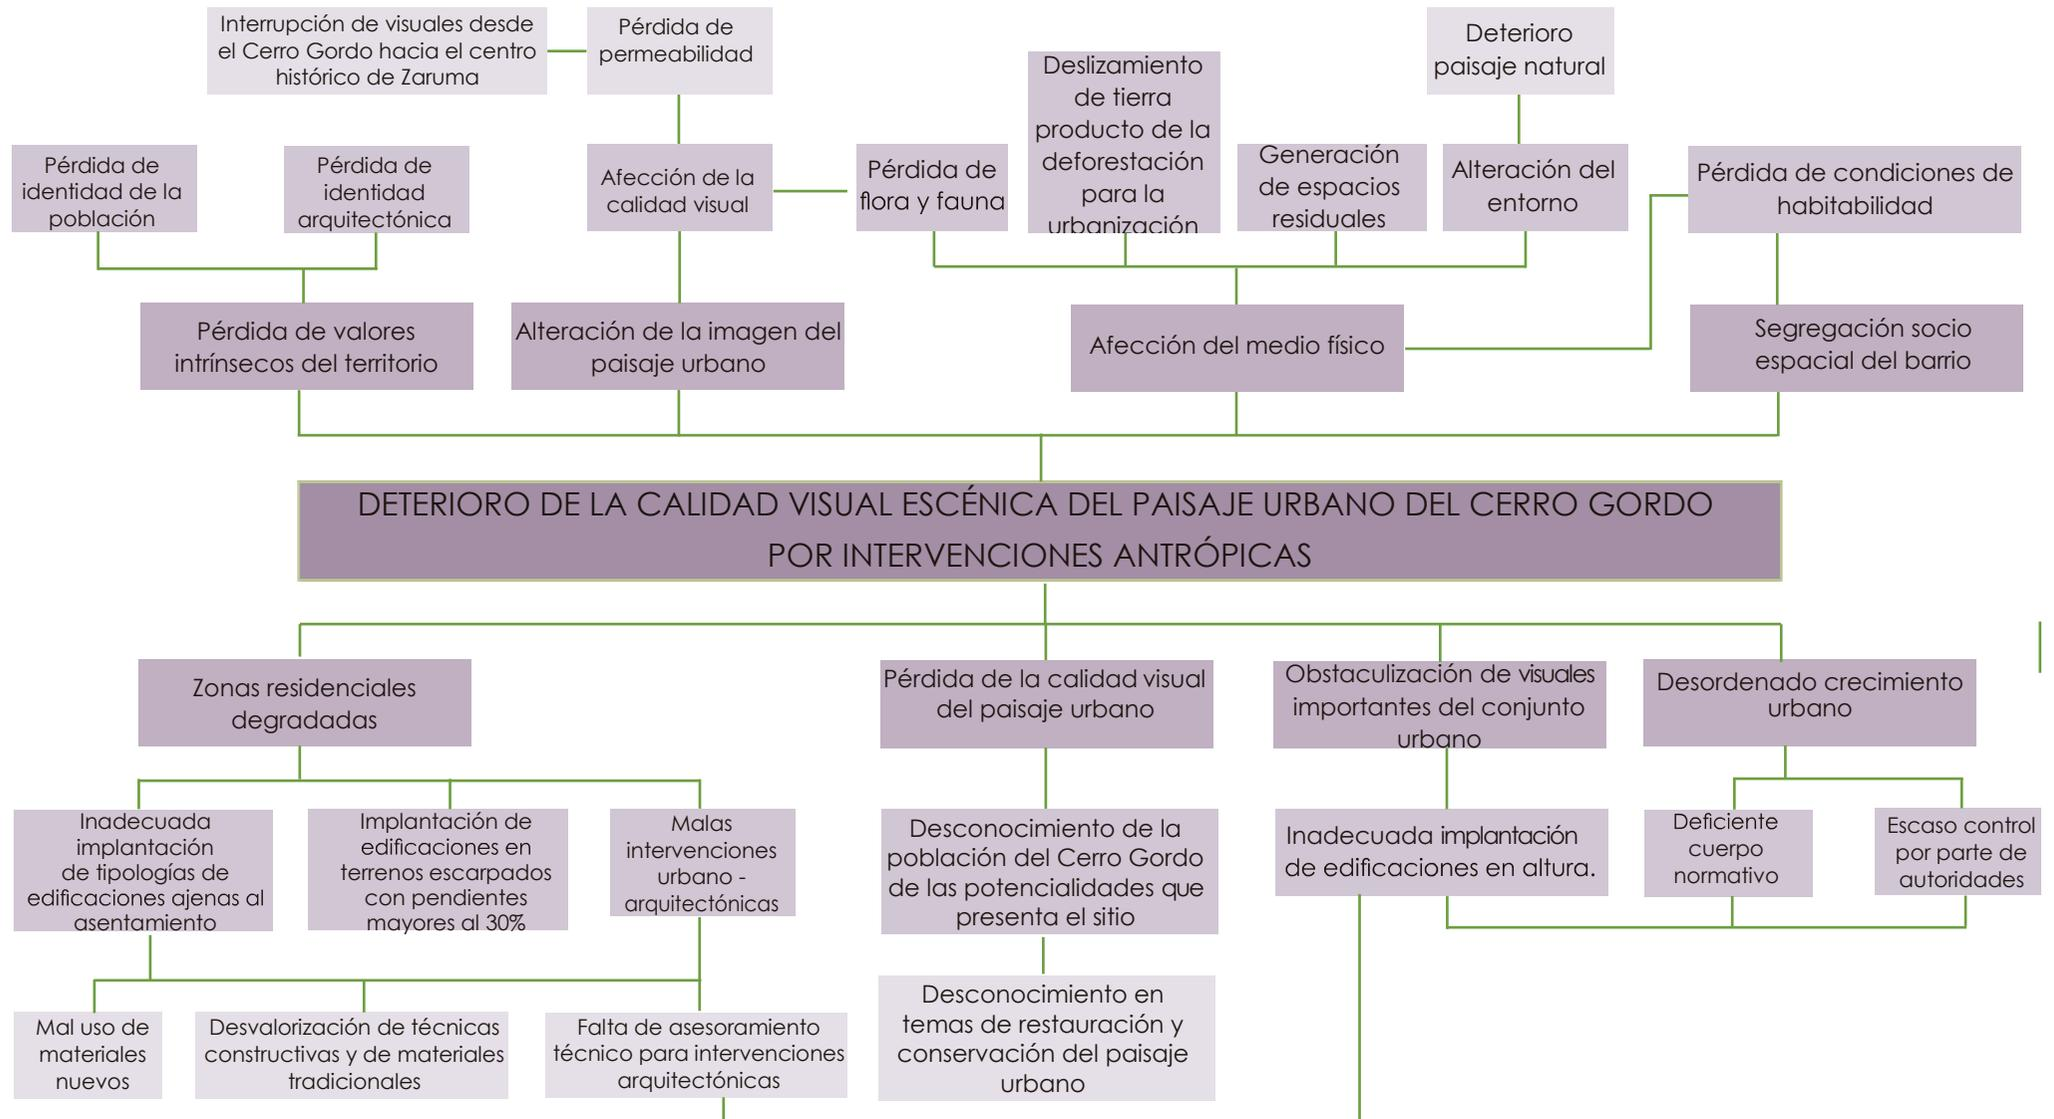 Interrupción de visuales desde
el Cerro Gordo hacia el centro
histórico de Zaruma
Pérdida de
permeabilidad
Deterioro
paisaje natural
Pérdida de
identidad de la
población
Pérdida de
identidad
arquitectónica
Afección de la
calidad visual
Pérdida de
flora y fauna
Deslizamiento
de tierra
producto de la
deforestación
para la
urbanización
Generación
de espacios
residuales
Alteración del
entorno
Pérdida de condiciones de
habitabilidad
Pérdida de valores
intrínsecos del territorio
Alteración de la imagen del
paisaje urbano
Afección del medio físico
Segregación socio
espacial del barrio
DETERIORO DE LA CALIDAD VISUAL ESCÉNICA DEL PAISAJE URBANO DEL CERRO GORDO
POR INTERVENCIONES ANTRÓPICAS
Zonas residenciales
degradadas
Pérdida de la calidad visual
del paisaje urbano
Obstaculización de visuales
importantes del conjunto
urbano
Desordenado crecimiento
urbano
Inadecuada
implantación
de tipologías de
edificaciones ajenas al
asentamiento
Implantación de
edificaciones en
terrenos escarpados
con pendientes
mayores al 30%
Malas
intervenciones
urbano -
arquitectónicas
Desconocimiento de la
población del Cerro Gordo
de las potencialidades que
presenta el sitio
Inadecuada implantación
de edificaciones en altura.
Deficiente
cuerpo
normativo
Escaso control
por parte de
autoridades
Mal uso de
materiales
nuevos
Desvalorización de técnicas
constructivas y de materiales
tradicionales
Falta de asesoramiento
técnico para intervenciones
arquitectónicas
Desconocimiento en
temas de restauración y
conservación del paisaje
urbano